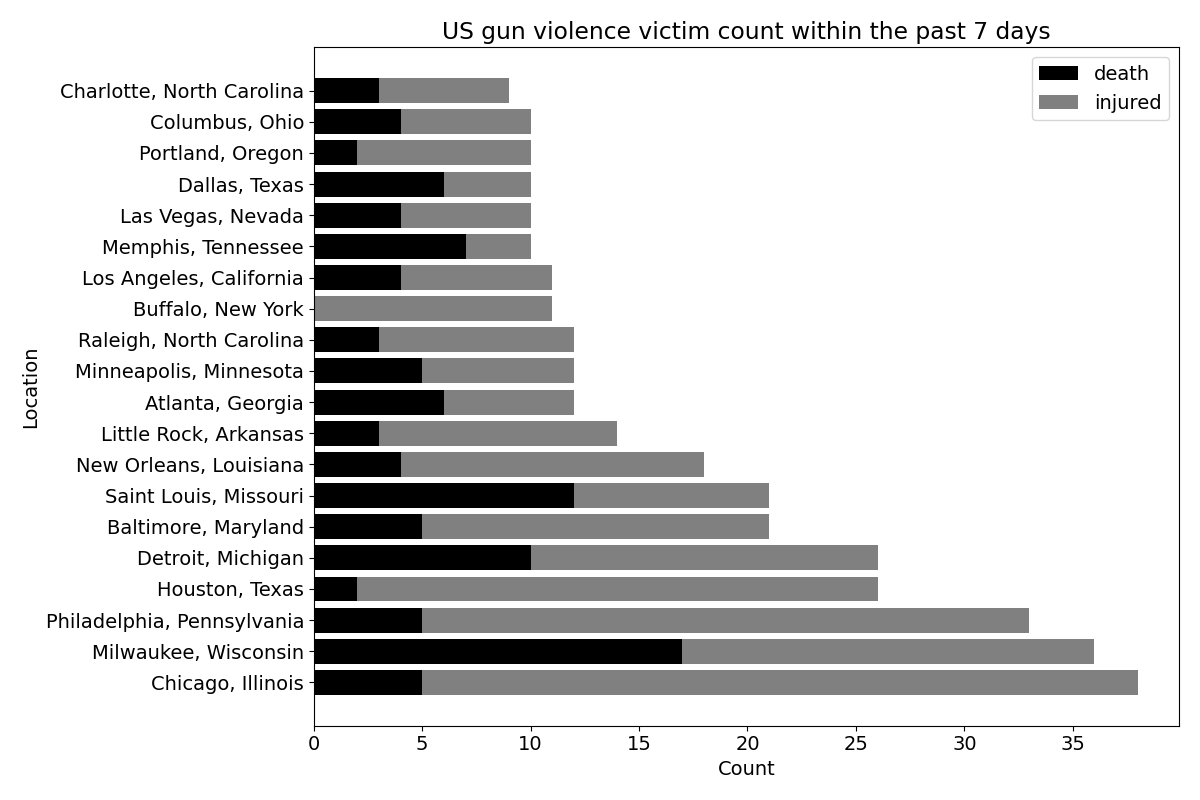 US gun violence victim count within the past 7 days
death
injured
Charlotte, North Carolina
Columbus, Ohio
Portland, Oregon
Dallas, Texas
Las Vegas, Nevada
Memphis, Tennessee
Los Angeles, California
Buffalo, New York
Raleigh, North Carolina
Minneapolis, Minnesota
Atlanta, Georgia
Little Rock, Arkansas
New Orleans, Louisiana
Saint Louis, Missouri
Baltimore, Maryland
Detroit, Michigan
Houston, Texas
Philadelphia, Pennsylvania
Milwaukee, Wisconsin
Chicago, Illinois
Location
0 5 10 15 20 25 30 35
Count